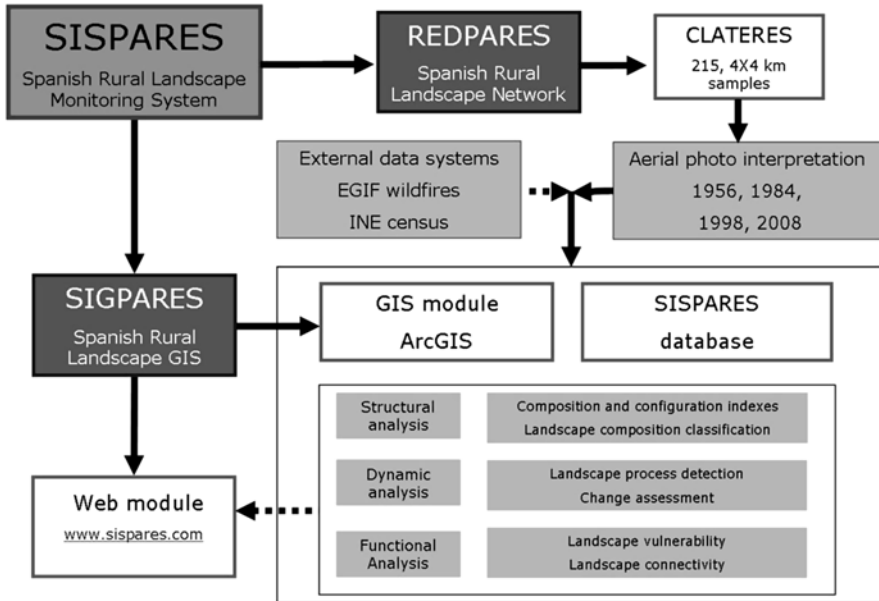 SISPARES
Spanish Rural Landscape
Monitoring System
REDPARES
Spanish Rural
Landscape Network
CLATERES
215, 4X4 km
samples
External data systems
EGIF wildfires
INE census
Aerial photo interpretation
1956, 1984,
1998, 2008
SIGPARES
Spanish Rural
Landscape GIS
GIS module
ArcGIS
SISPARES
database
Structural
analysis
Composition and configuration indexes
Landscape composition classification
Dynamic
analysis
Landscape process detection
Change assessment
Functional
Analysis
Landscape vulnerability
Landscape connectivity
Web module
www.sispares.com